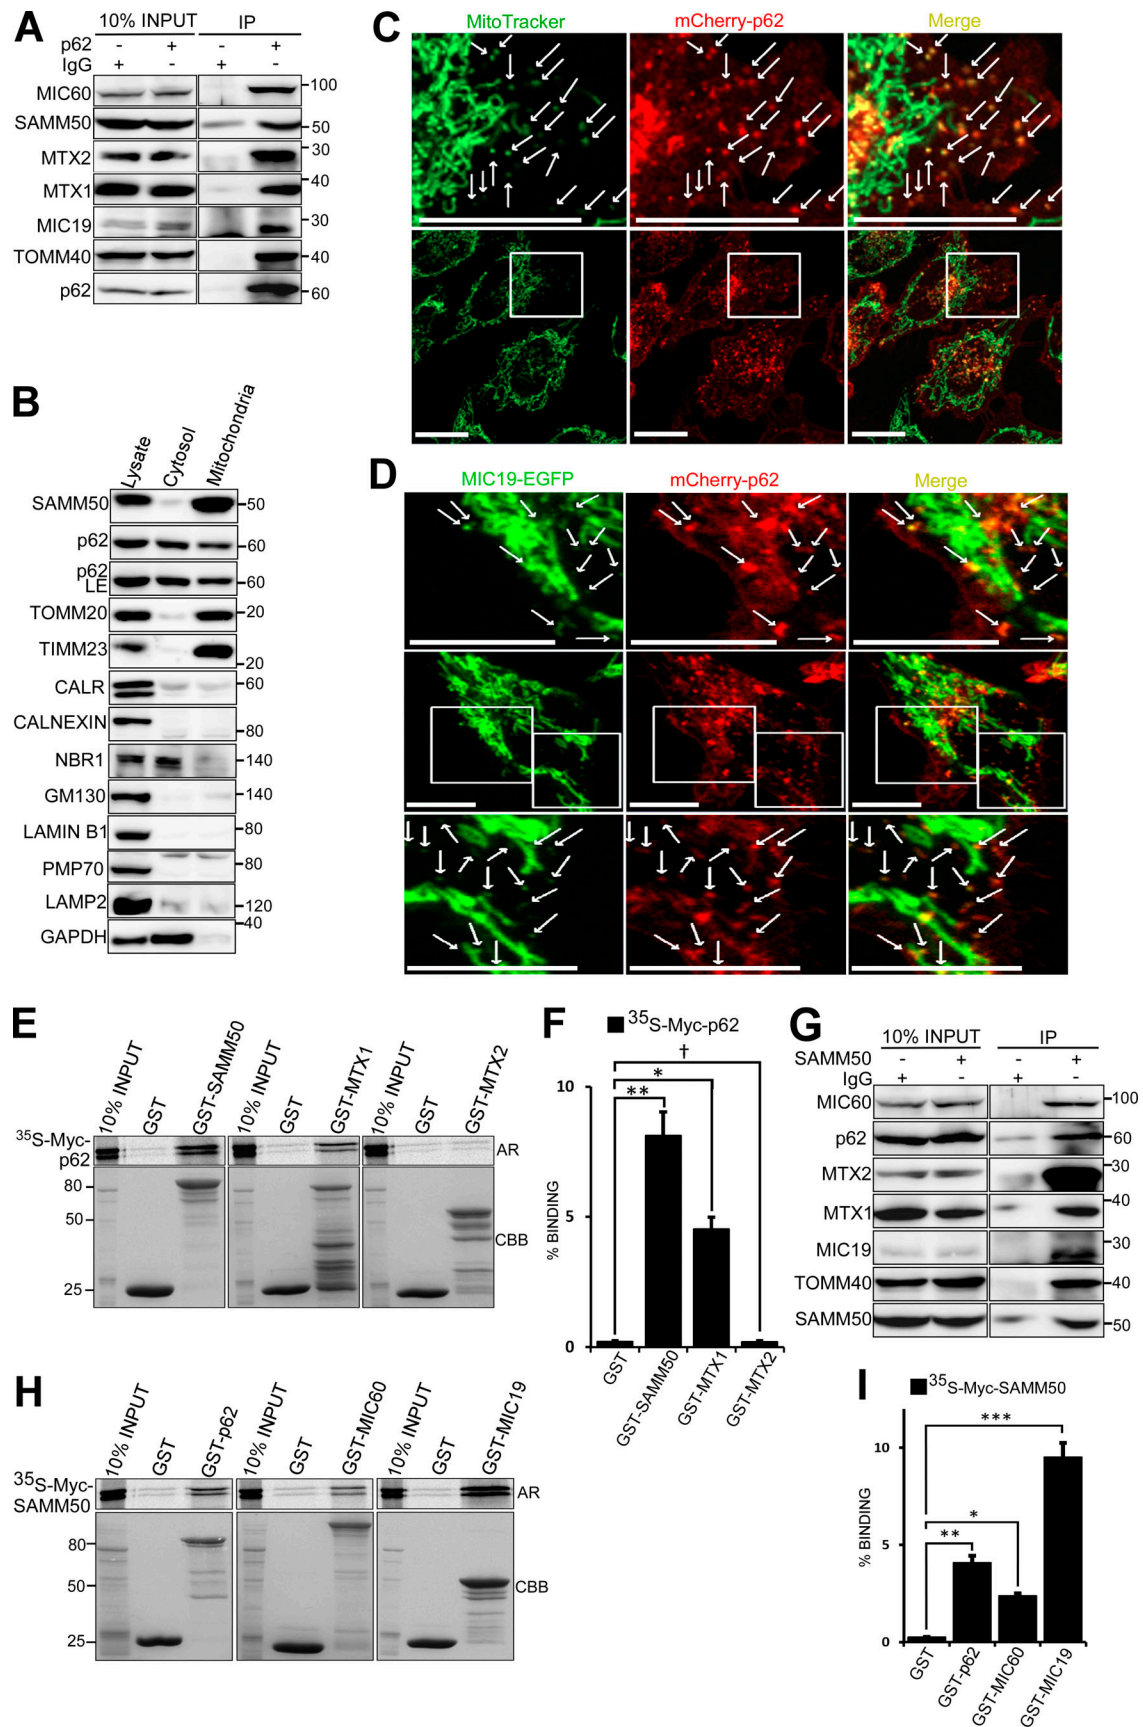 A
10% INPUT IP
p62 - + - +
IgG + - + -
MIC60 100
SAMM50 50
MTX2 30
MTX1 40
MIC19 30
TOMM40 40
p62 60
B
Lysate Cytosol Mitochondria
SAMM50 50
p62 60
p62 LE 60
TOMM20 20
TIMM23 20
CALR 60
CALNEXIN 80
NBR1 140
GM130 140
LAMIN B1 80
PMP70 80
LAMP2 120
40
GAPDH
C
MitoTracker mCherry-p62 Merge
D
MIC19-EGFP mCherry-p62 Merge
E
10% INPUT GST GST-SAMM50 10% INPUT GST GST-MTX1 10% INPUT GST GST-MTX2
35S-Myc-p62 AR
80
50
CBB
25
F
35S-Myc-p62
†
*
**
10
5
0
% BINDING
GST GST-SAMM50 GST-MTX1 GST-MTX2
G
10% INPUT IP
SAMM50 - + - +
IgG + - + -
MIC60 100
p62 60
MTX2 30
MTX1 40
MIC19 30
TOMM40 40
SAMM50 50
H
10% INPUT GST GST-p62 10% INPUT GST GST-MIC60 10% INPUT GST GST-MIC19
35S-Myc-SAMM50 AR
80
50 CBB
25
I
35S-Myc-SAMM50
***
*
**
10
5
0
% BINDING
GST GST-p62 GST-MIC60 GST-MIC19